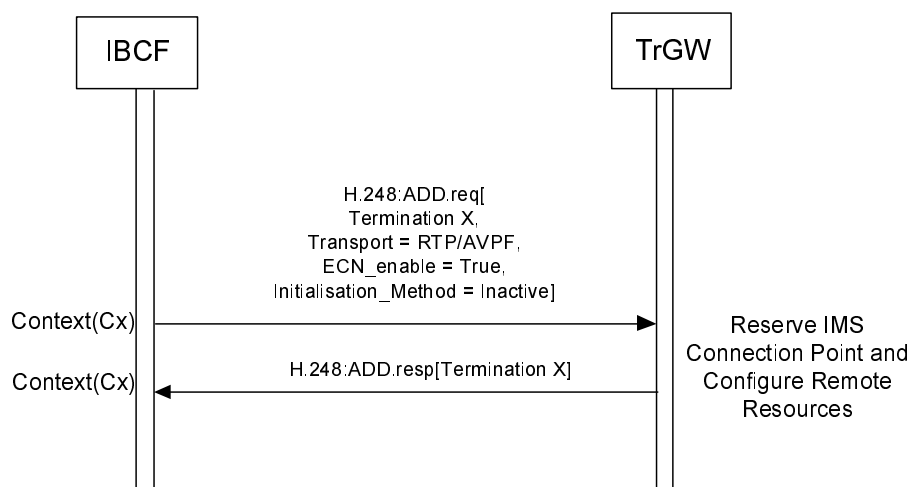 IBCF
TrGW
H.248:ADD.req[
Termination X,
Transport = RTP/AVPF,
ECN_enable = True,
Initialisation_Method = Inactive]
Context(Cx)
Reserve IMS
Connection Point and
Configure Remote
Resources
H.248:ADD.resp[Termination X]
Context(Cx)